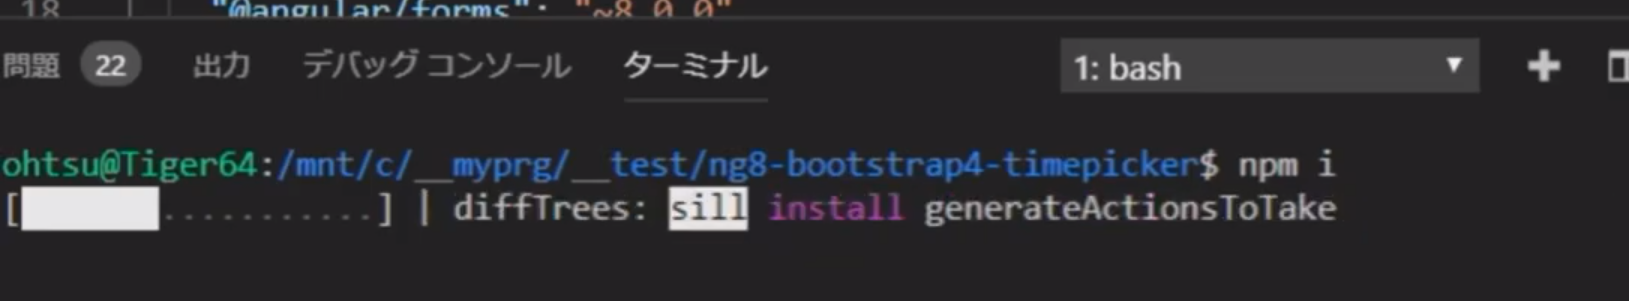 18 "@angular/forms": "~8.0.0"
問題 22 出力 デバッグ コンソール ターミナル 1: bash
ohtsu@Tiger64:/mnt/c/__myprg/__test/ng8-bootstrap4-timepicker$ npm i
[ ...........] | diffTrees: sill install generateActionsToTake